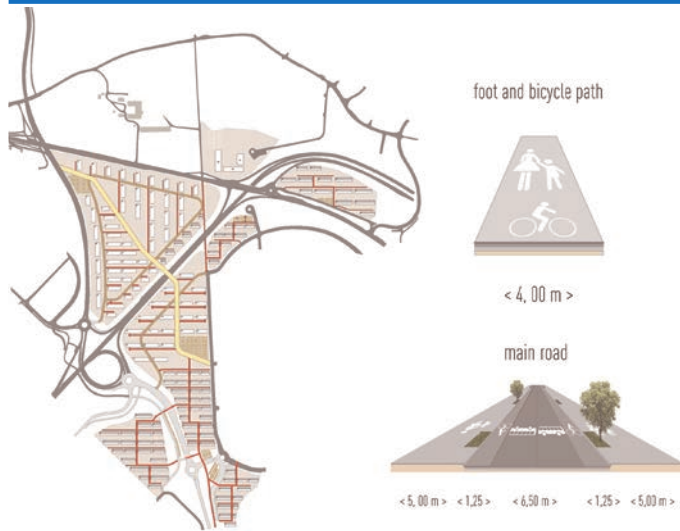 foot and bicycle path
< 4, 00 m >
main road
< 5, 00 m > < 1,25 > < 6,50 m > < 1,25 > < 5,00 m >